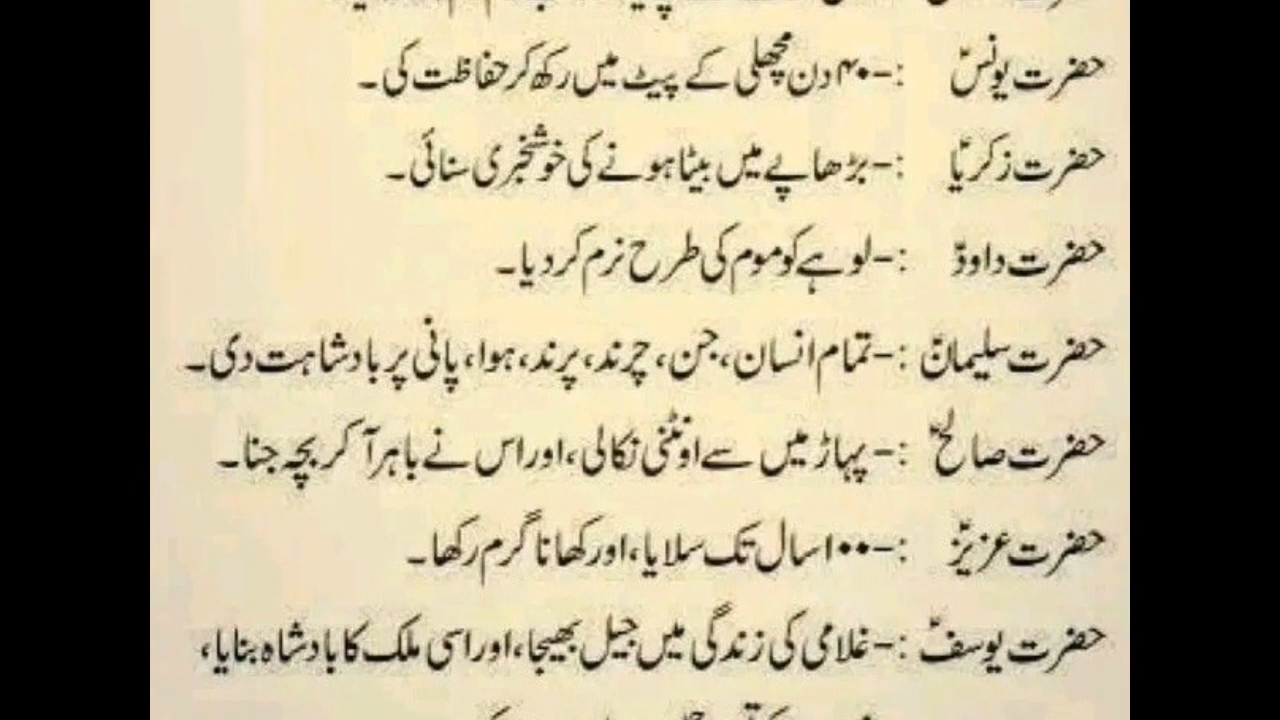 حضرت یونسؑ :- ۴۰ دن مچھلی کے پیٹ میں رکھ کر حفاظت کی۔
حضرت زکریاؑ :- بڑھاپے میں بیٹا ہونے کی خوشخبری سنائی۔
حضرت داودؑ :- لوہے کو موم کی طرح نرم کر دیا۔
حضرت سلیمانؑ :- تمام انسان، جن، چرند، پرند، ہوا، پانی پر بادشاہت دی۔
حضرت صالحؑ :- پہاڑ میں سے اونٹنی نکالی، اور اس نے باہر آ کر بچہ جنا۔
حضرت عزیزؑ :- ۱۰۰ سال تک سلایا، اور کھانا گرم رکھا۔
حضرت یوسفؑ :- غلامی کی زندگی میں جیل بھیجا، اور اسی ملک کا بادشاہ بنایا،